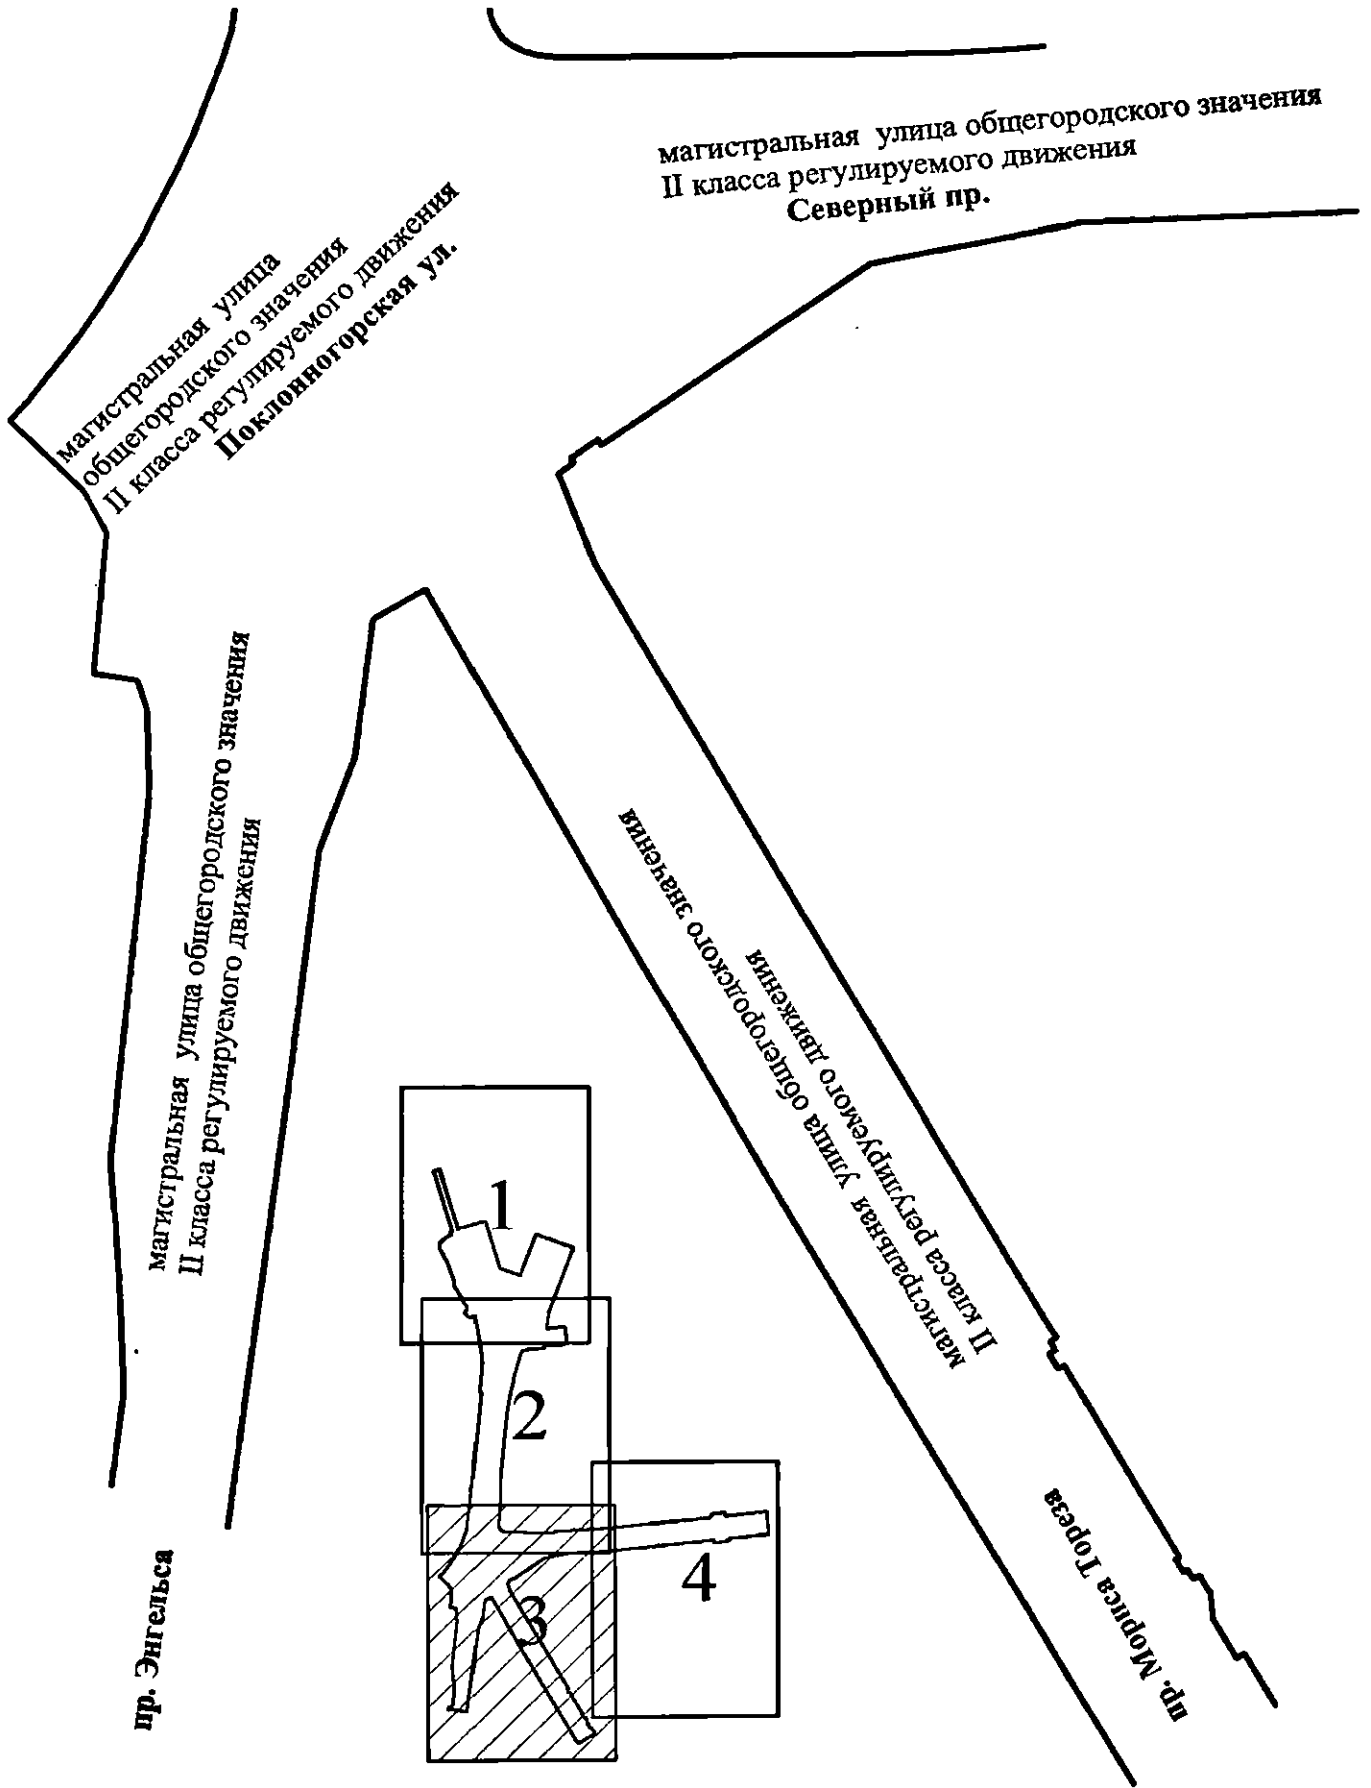 магистральная улица общегородского значения
II класса регулируемого движения
Северный пр.
магистральная улица
общегородского значения
II класса регулируемого движения
Поклонногорская ул.
магистральная улица общегородского значения
II класса регулируемого движения
пр. Энгельса
магистральная улица общегородского значения
II класса регулируемого движения
пр. Мориса Тореза
1
2
3
4